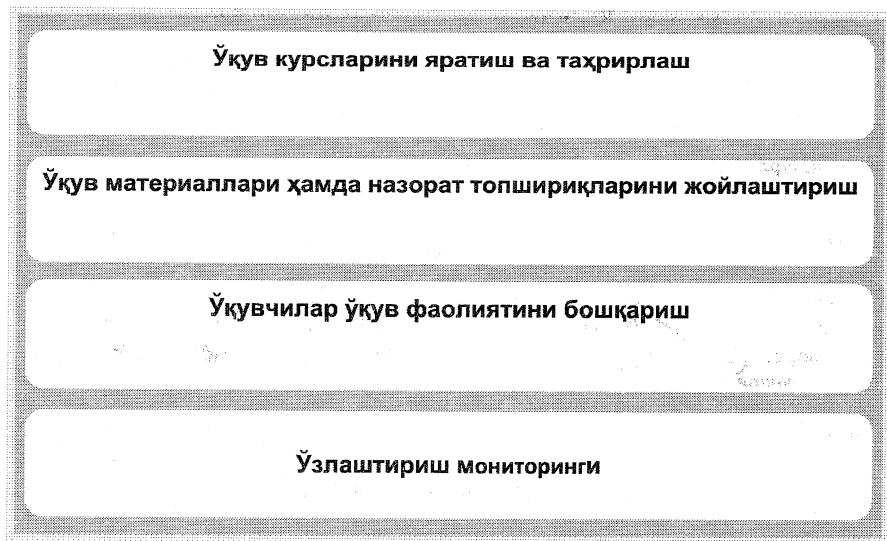 Ўқув курсларини яратиш ва таҳрирлаш
Ўқув материаллари ҳамда назорат топшириқларини жойлаштириш
Ўқувчилар ўқув фаолиятини бошқариш
Ўзлаштириш мониторинги